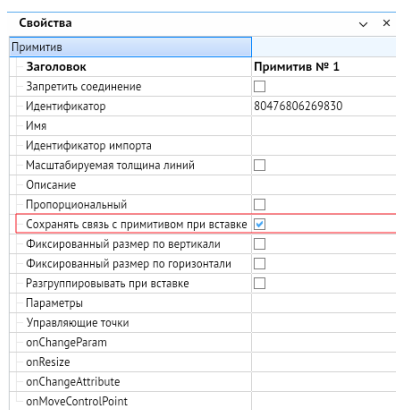 Свойства
Примитив
Заголовок Примитив № 1
Запретить соединение
Идентификатор 80476806269830
Имя
Идентификатор импорта
Масштабируемая толщина линий
Описание
Пропорциональный
Сохранять связь с примитивом при вставке
Фиксированный размер по вертикали
Фиксированный размер по горизонтали
Разгруппировывать при вставке
Параметры
Управляющие точки
onChangeParam
onResize
onChangeAttribute
onMoveControlPoint